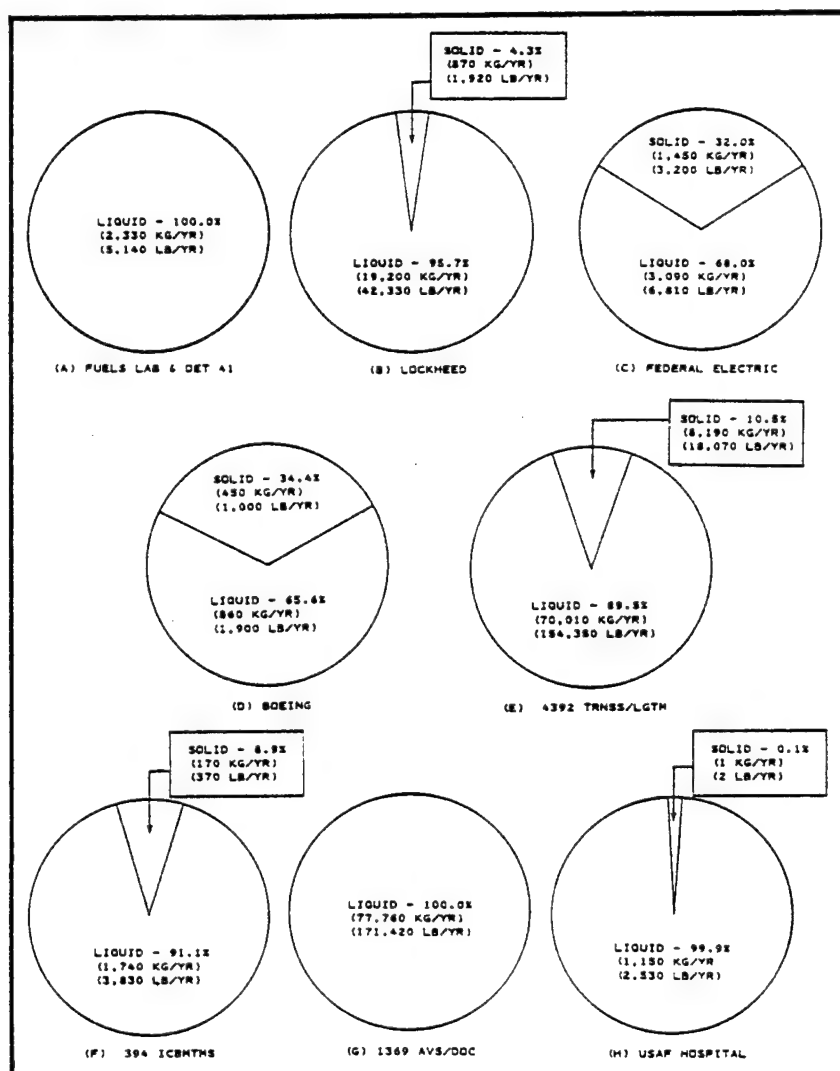 SOLID - 4.3%
(870 KG/YR)
(1,920 LB/YR)
SOLID - 32.0%
(1,450 KG/YR)
(3,200 LB/YR)
LIQUID - 100.0%
(2,330 KG/YR)
(5,140 LB/YR)
LIQUID - 95.7%
(19,200 KG/YR)
(42,330 LB/YR)
LIQUID - 68.0%
(3,090 KG/YR)
(6,810 LB/YR)
(A) FUELS LAB & DET 41
(B) LOCKHEED
(C) FEDERAL ELECTRIC
SOLID - 10.5%
(8,190 KG/YR)
(18,070 LB/YR)
SOLID - 34.4%
(450 KG/YR)
(1,000 LB/YR)
LIQUID - 65.6%
(860 KG/YR)
(1,900 LB/YR)
LIQUID - 89.5%
(70,010 KG/YR)
(154,350 LB/YR)
(D) BOEING
(E) 4392 TRNSS/LGTM
SOLID - 8.9%
(170 KG/YR)
(370 LB/YR)
SOLID - 0.1%
(1 KG/YR)
(2 LB/YR)
LIQUID - 100.0%
(77,760 KG/YR)
(171,420 LB/YR)
LIQUID - 91.1%
(1,740 KG/YR)
(3,830 LB/YR)
LIQUID - 99.9%
(1,150 KG/YR
(2,530 LB/YR)
(F) 394 ICBMTMS
(G) 1369 AVS/DOC
(H) USAF HOSPITAL